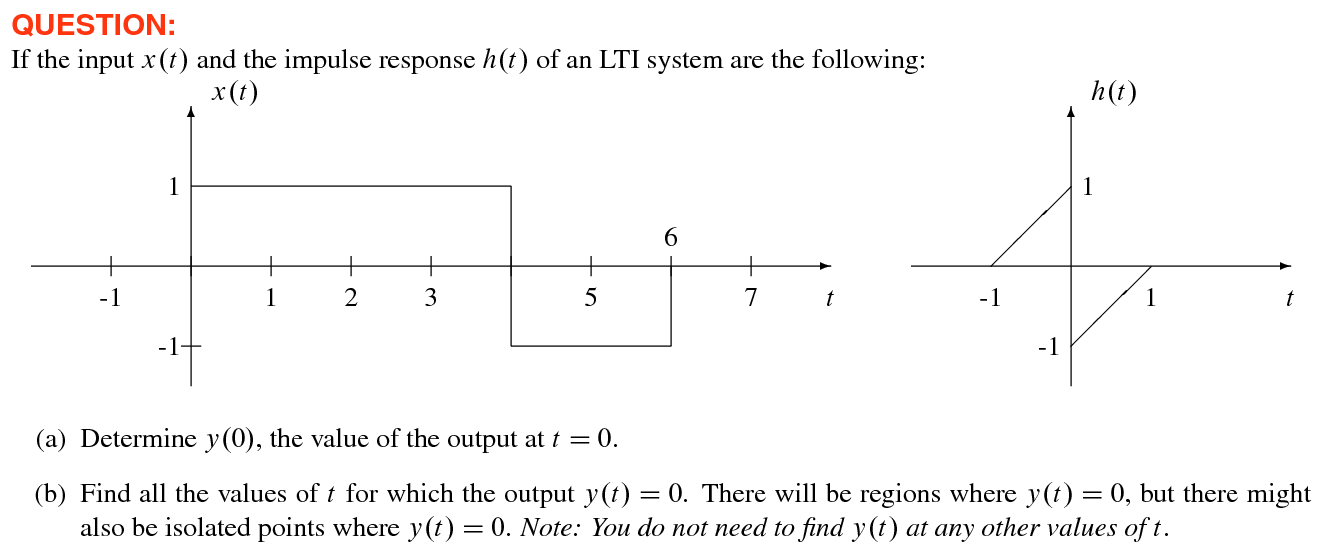 QUESTION:
If the input x(t) and the impulse response h(t) of an LTI system are the following:
x(t)
h(t)
1
1
6
-1
1
2
3
5
7
t
-1
1
t
-1
-1
(a) Determine y(0), the value of the output at t = 0.
(b) Find all the values of t for which the output y(t) = 0. There will be regions where y(t) = 0, but there might
also be isolated points where y(t) = 0. Note: You do not need to find y(t) at any other values of t.